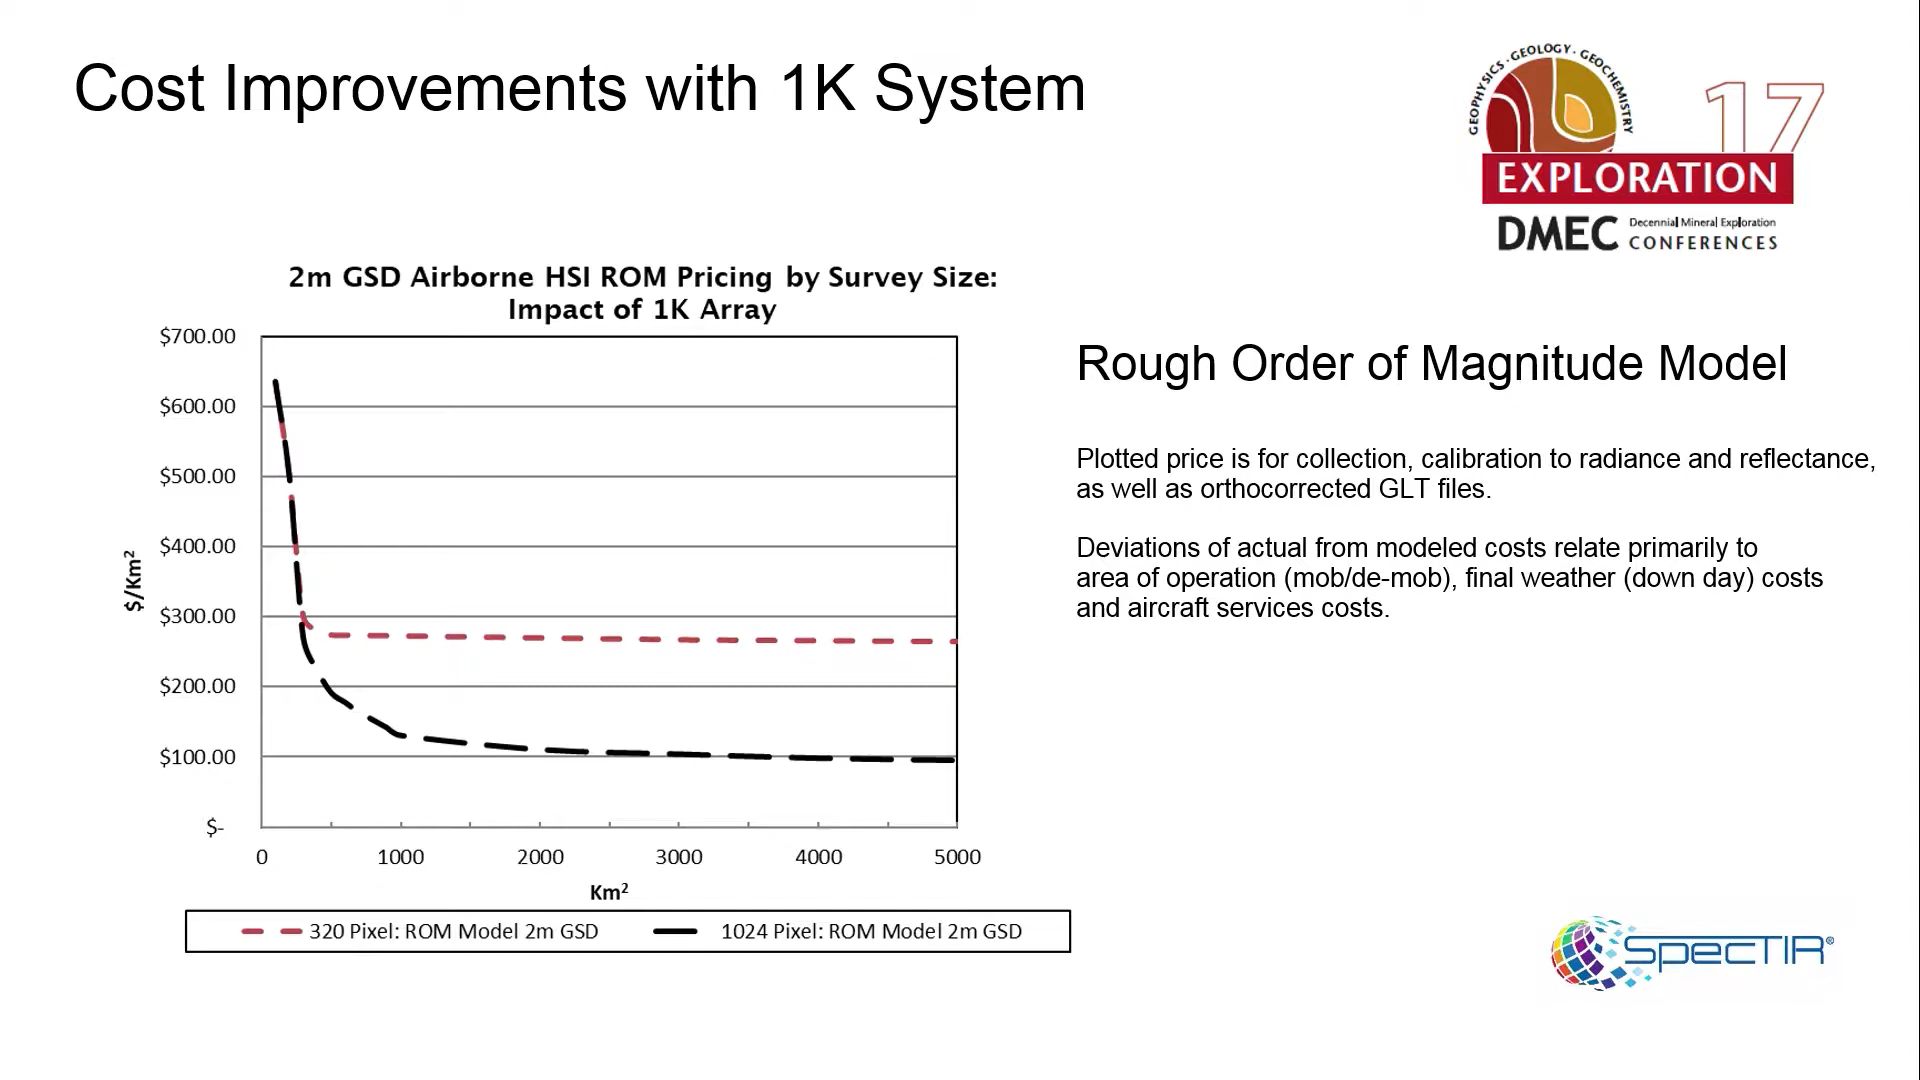 Cost Improvements with 1K System
GEOPHYSICS · GEOLOGY · GEOCHEMISTRY
17
EXPLORATION
DMEC Decennial Mineral Exploration
CONFERENCES
2m GSD Airborne HSI ROM Pricing by Survey Size:
Impact of 1K Array
$700.00
$600.00
$500.00
$400.00
$300.00
$200.00
$100.00
$-
$/Km²
0 1000 2000 3000 4000 5000
Km²
320 Pixel: ROM Model 2m GSD 1024 Pixel: ROM Model 2m GSD
Rough Order of Magnitude Model
Plotted price is for collection, calibration to radiance and reflectance,
as well as orthocorrected GLT files.
Deviations of actual from modeled costs relate primarily to
area of operation (mob/de-mob), final weather (down day) costs
and aircraft services costs.
SpecTIR®